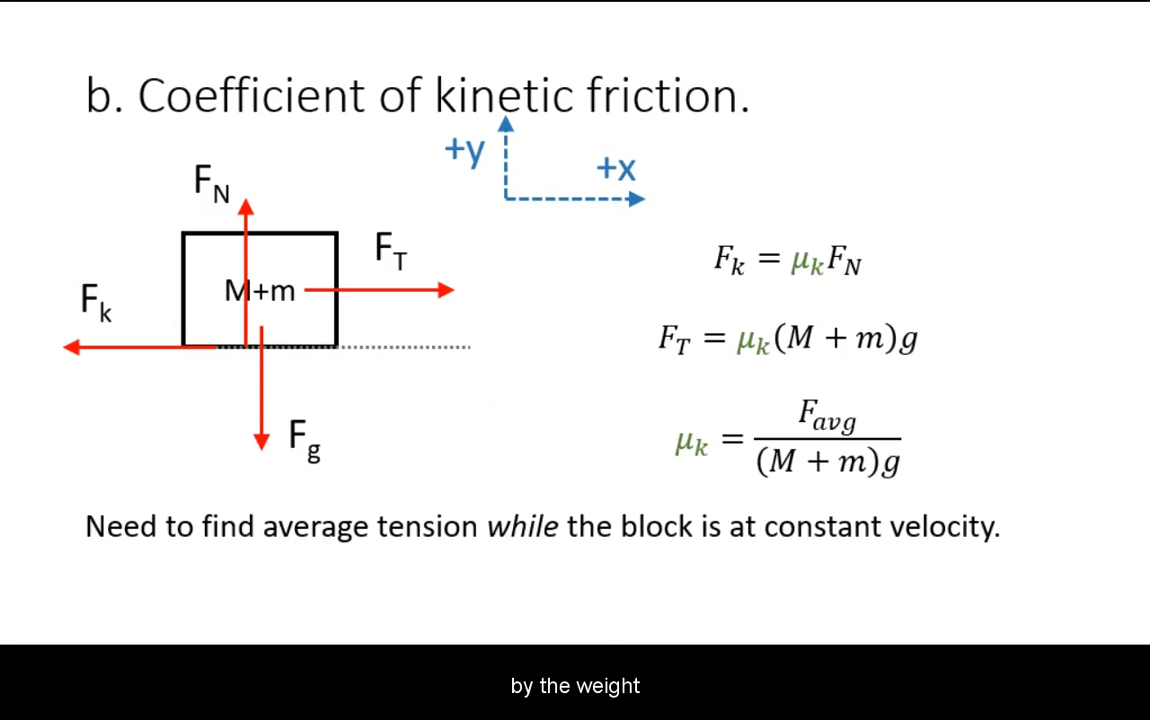 b. Coefficient of kinetic friction.
+y
+x
F_N
F_T
M+m
F_k
F_g
F_k = μ_k F_N
F_T = μ_k (M + m)g
μ_k = F_avg / (M + m)g
Need to find average tension while the block is at constant velocity.
by the weight